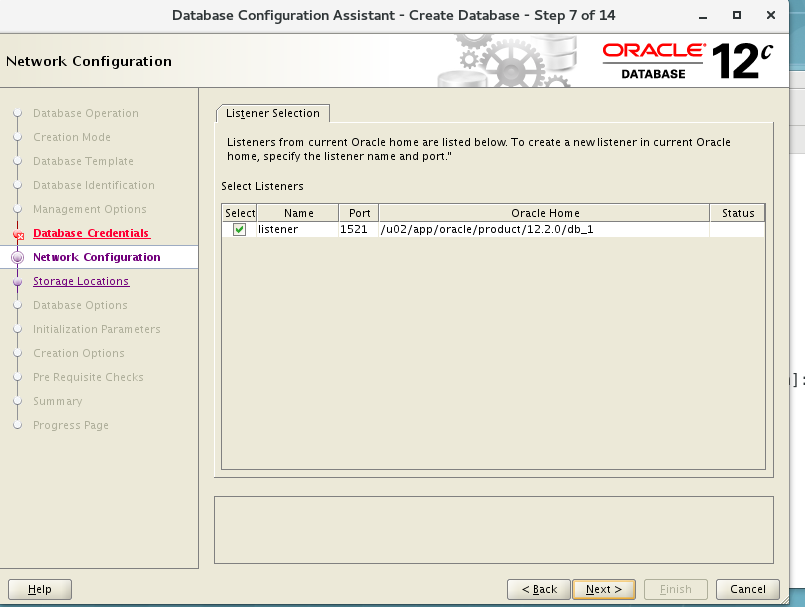 Database Configuration Assistant - Create Database - Step 7 of 14
Network Configuration
ORACLE
DATABASE
12c
Database Operation
Creation Mode
Database Template
Database Identification
Management Options
Database Credentials
Network Configuration
Storage Locations
Database Options
Initialization Parameters
Creation Options
Pre Requisite Checks
Summary
Progress Page
Listener Selection
Listeners from current Oracle home are listed below. To create a new listener in current Oracle
home, specify the listener name and port."
Select Listeners
Select Name Port Oracle Home Status
listener 1521 /u02/app/oracle/product/12.2.0/db_1
]:
Help
< Back
Next >
Finish
Cancel